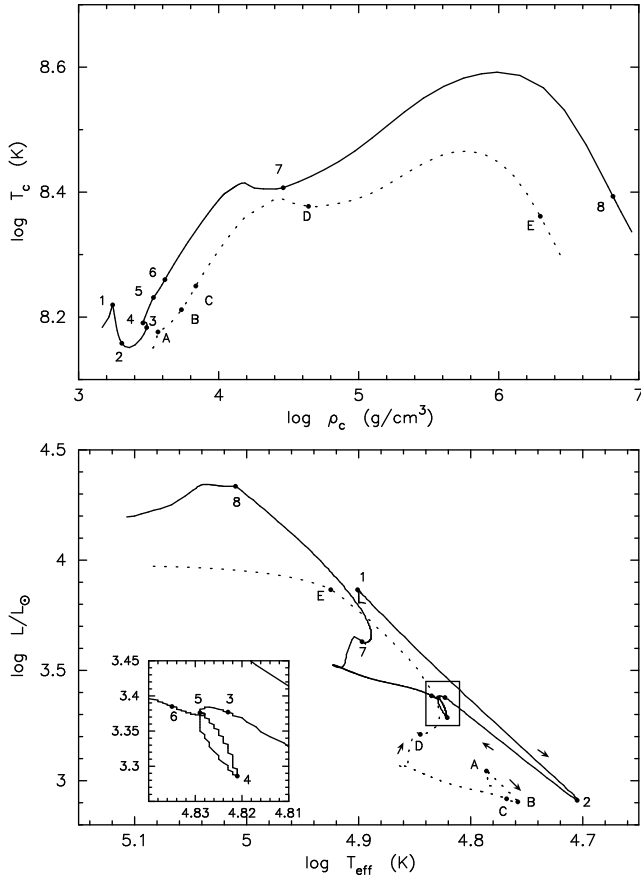 8.6
8.4
8.2
log T_c (K)
1
2
3
4
5
6
7
8
A
B
C
D
E
3 4 5 6 7
log ρ_c (g/cm³)
4.5
4
3.5
3
log L/L⊙
8
1
E
7
D
A
B
C
2
3.45
3.4
3.35
3.3
6
5
3
4
4.83 4.82 4.81
5.1 5 4.9 4.8 4.7
log T_eff (K)